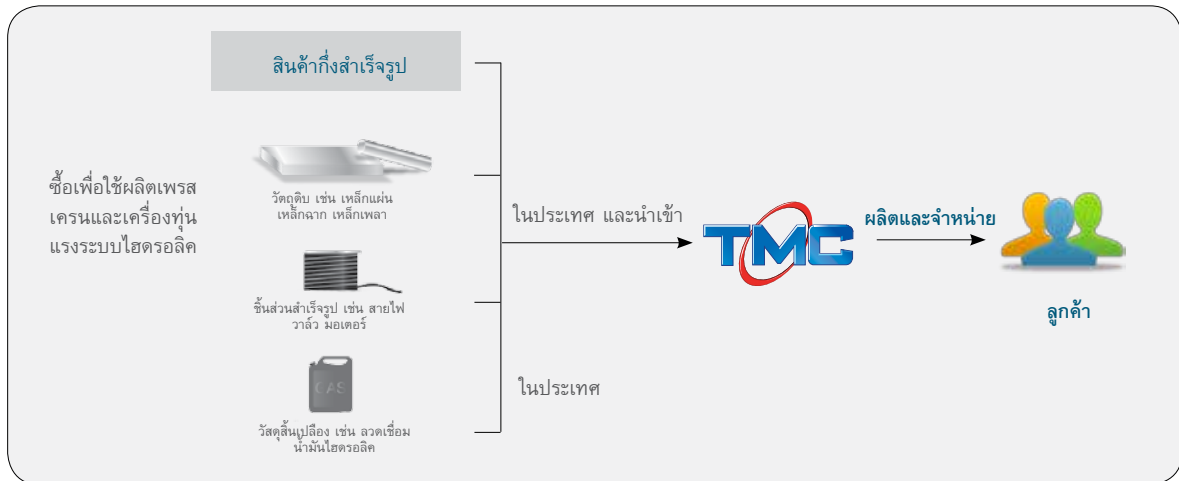 สินค้ากึ่งสำเร็จรูป
ซื้อเพื่อใช้ผลิตเพรส
เครนและเครื่องทุ่น
แรงระบบไฮดรอลิค
วัตถุดิบ เช่น เหล็กแผ่น
เหล็กฉาก เหล็กเพลา
ชิ้นส่วนสำเร็จรูป เช่น สายไฟ
วาล์ว มอเตอร์
GAS
วัสดุสิ้นเปลือง เช่น ลวดเชื่อม
น้ำมันไฮดรอลิค
ในประเทศ และนำเข้า
ในประเทศ
TMC
ผลิตและจำหน่าย
ลูกค้า